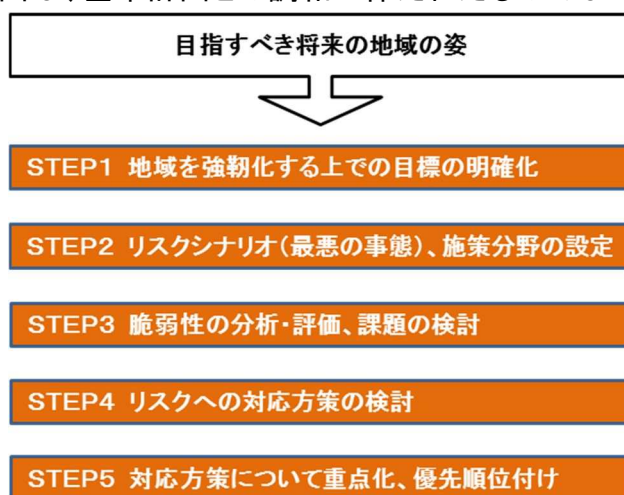 目指すべき将来の地域の姿
STEP1 地域を強靭化する上での目標の明確化
STEP2 リスクシナリオ(最悪の事態)、施策分野の設定
STEP3 脆弱性の分析・評価、課題の検討
STEP4 リスクへの対応方策の検討
STEP5 対応方策について重点化、優先順位付け